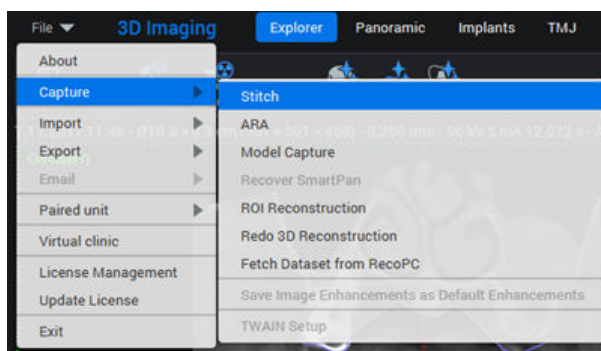 File 3D Imaging Explorer Panoramic Implants TMJ
About
Capture
Import
Export
Email
Paired unit
Virtual clinic
License Management
Update License
Exit
Stitch
ARA
Model Capture
Recover SmartPan
ROI Reconstruction
Redo 3D Reconstruction
Fetch Dataset from RecoPC
Save Image Enhancements as Default Enhancements
TWAIN Setup